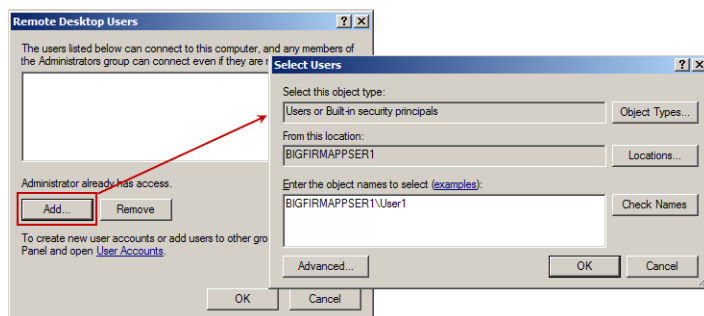 Remote Desktop Users
The users listed below can connect to this computer, and any members of
the Administrators group can connect even if they are
Administrator already has access.
Add...
Remove
To create new user accounts or add users to other
Panel and open User Accounts.
OK
Cancel
Select Users
Select this object type:
Users or Built-in security principals
Object Types...
From this location:
BIGFIRMAPPSER1
Locations...
Enter the object names to select (examples):
BIGFIRMAPPSER1\User1
Check Names
Advanced...
OK
Cancel